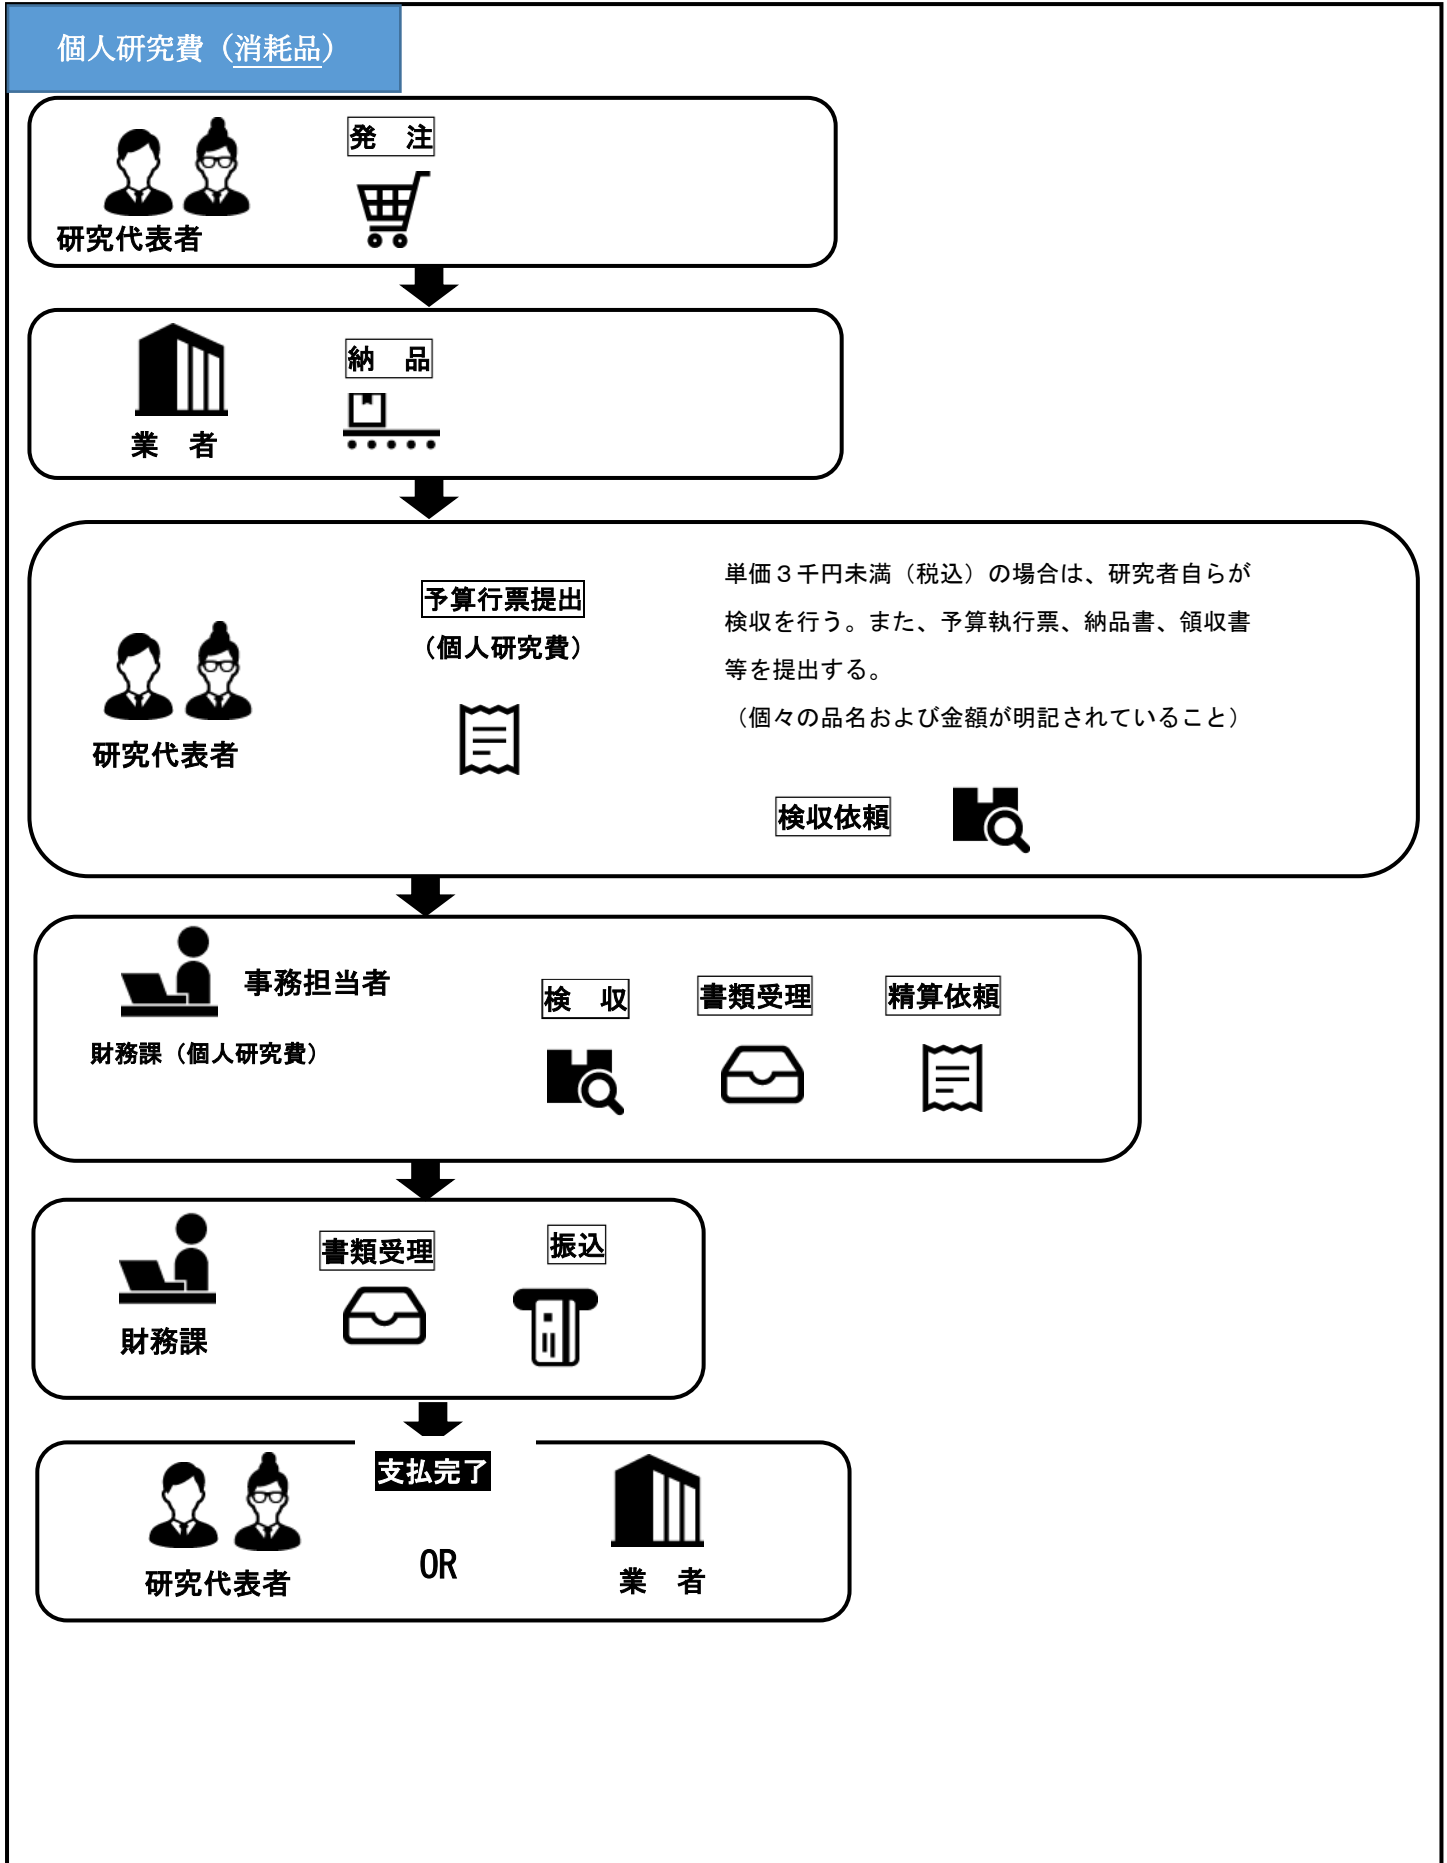 個人研究費（消耗品）
発　注
研究代表者
納　品
業　者
予算行票提出
（個人研究費）
単価３千円未満（税込）の場合は、研究者自らが
検収を行う。また、予算執行票、納品書、領収書
等を提出する。
（個々の品名および金額が明記されていること）
研究代表者
検収依頼
事務担当者
財務課（個人研究費）
検　収
書類受理
精算依頼
書類受理
振込
財務課
支払完了
研究代表者
OR
業　者